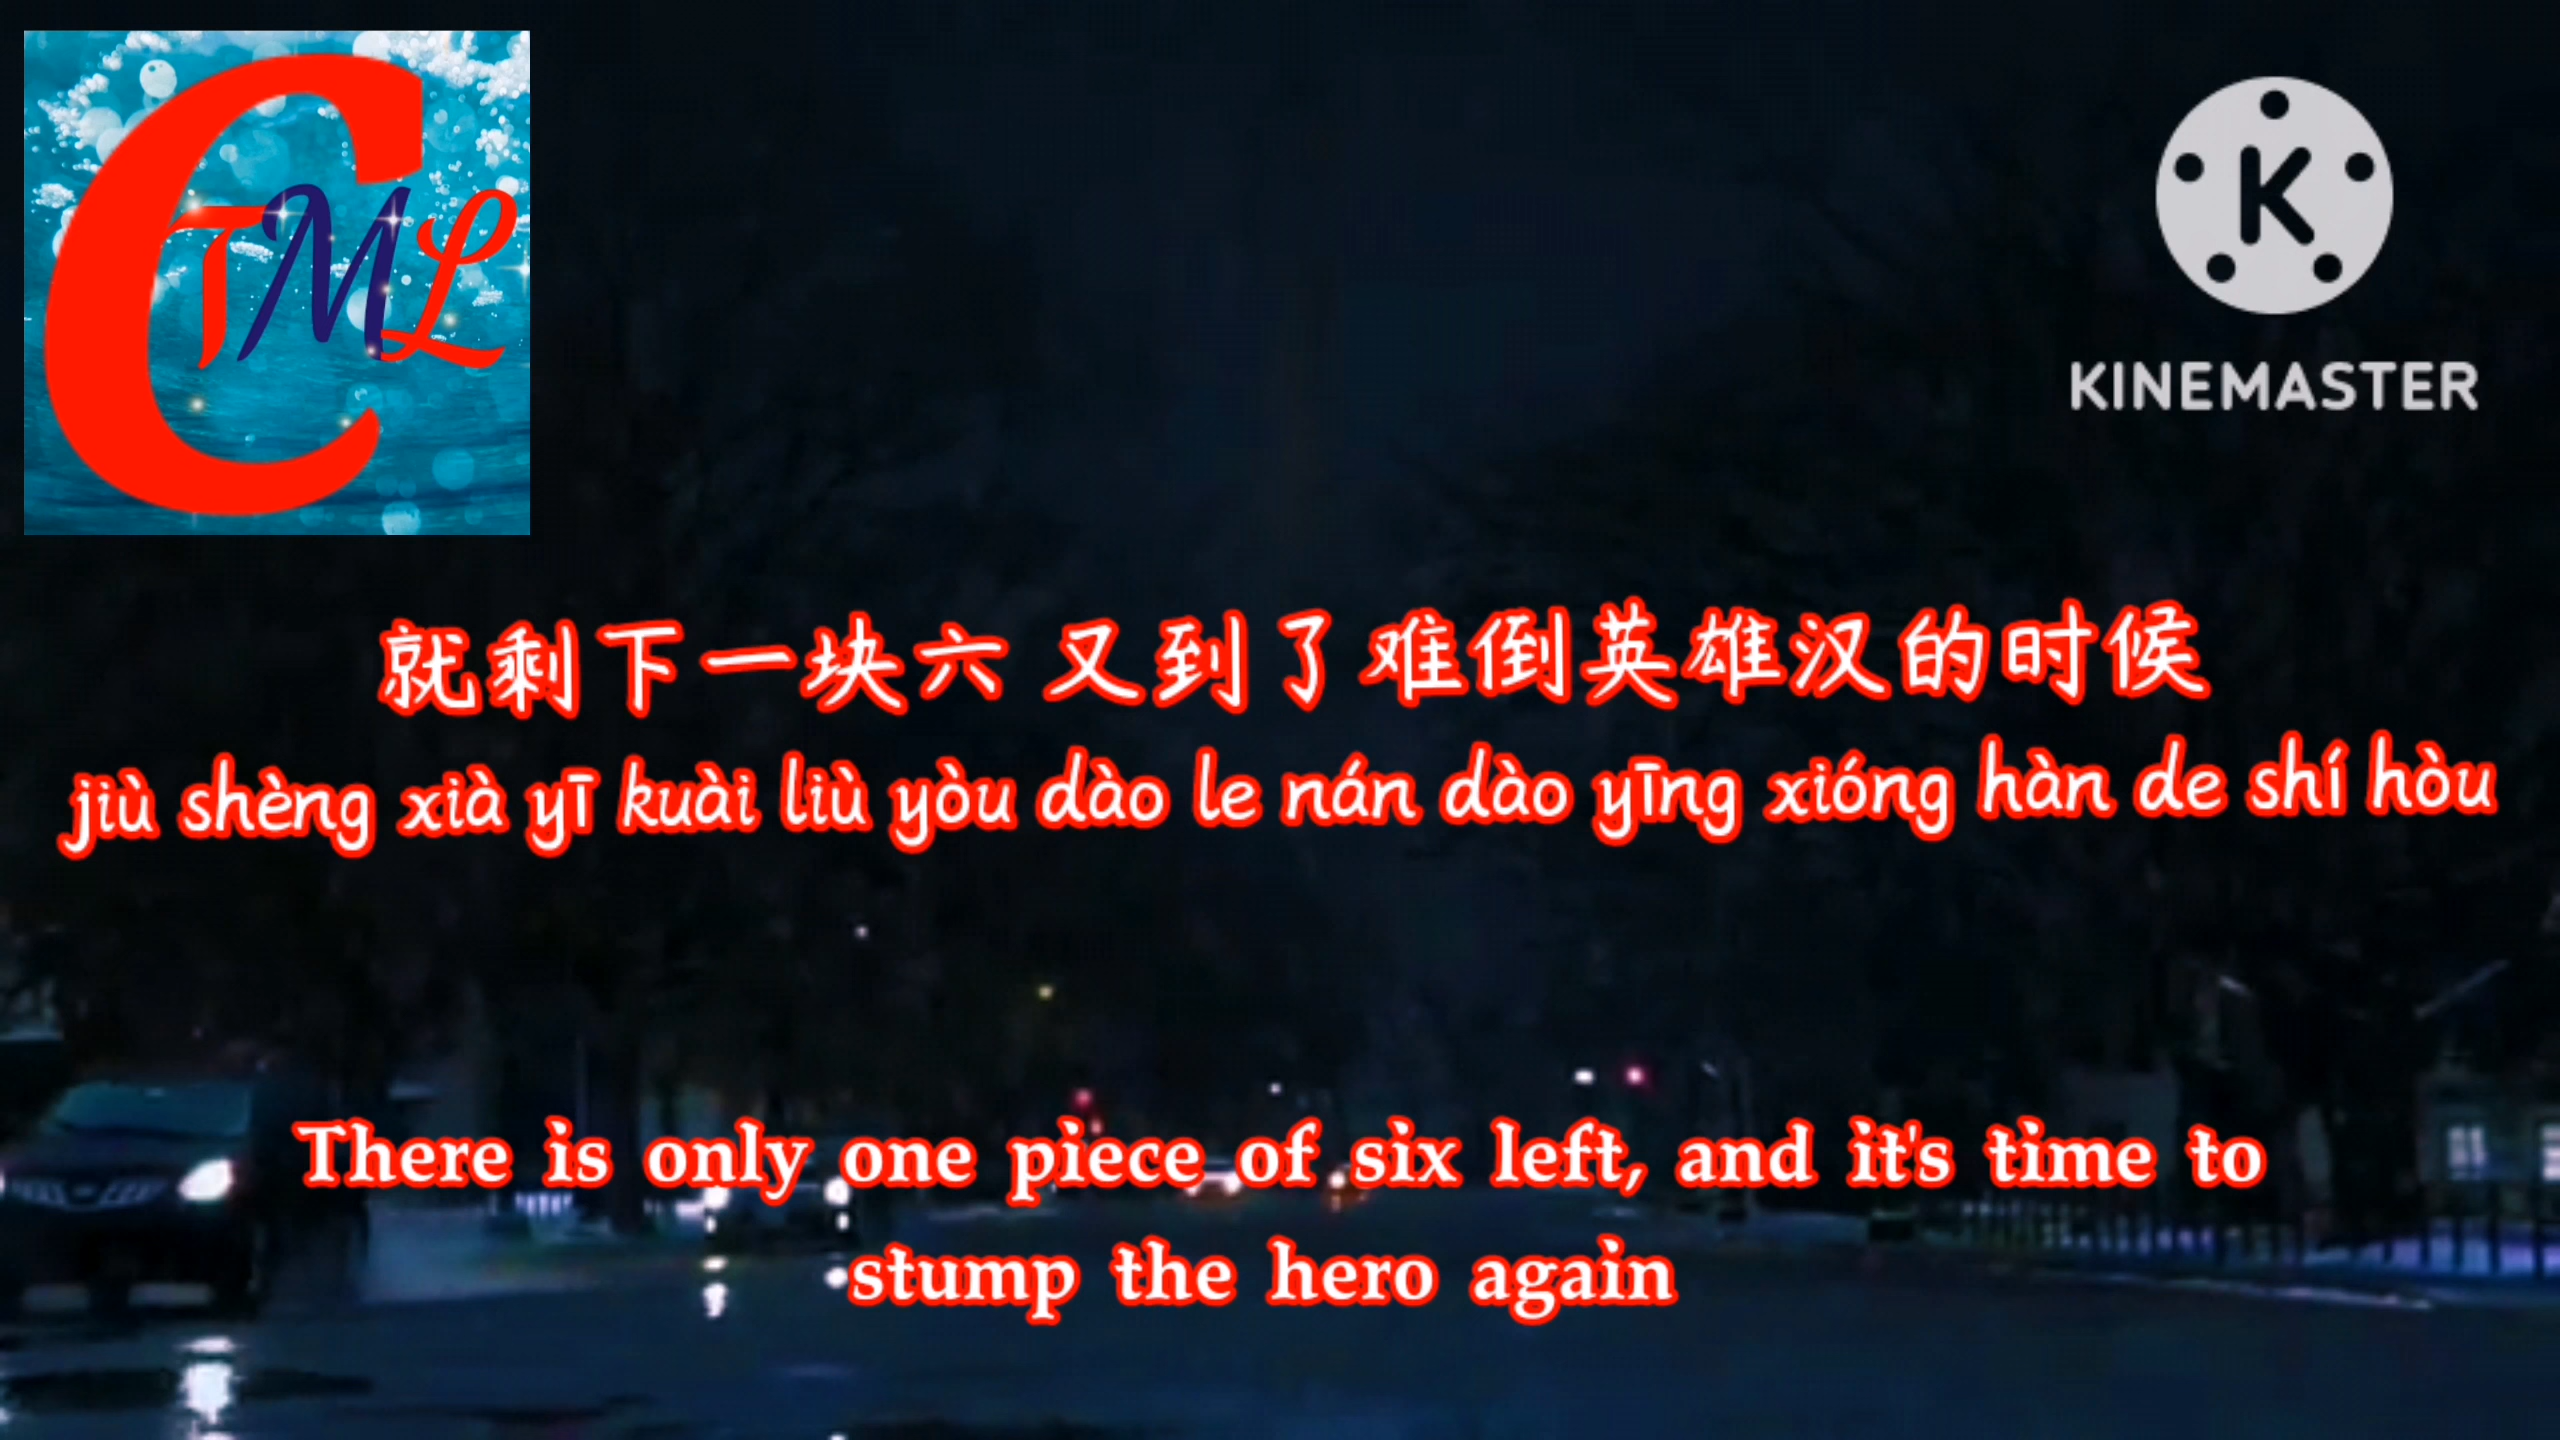 CTML
KINEMASTER
就剩下一块六 又到了难倒英雄汉的时候
jiù shèng xià yī kuài liù yòu dào le nán dào yīng xióng hàn de shí hòu
There is only one piece of six left, and it's time to
stump the hero again